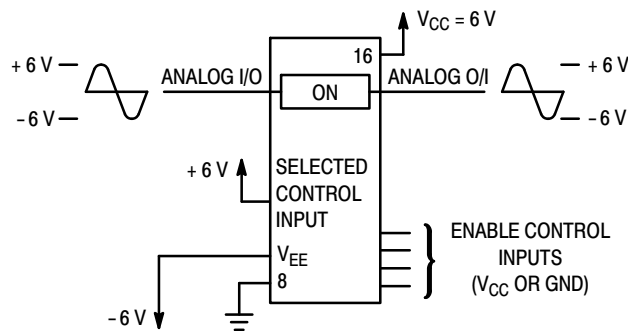 V_CC = 6 V
16
+ 6 V
- 6 V
ANALOG I/O
ON
ANALOG O/I
+ 6 V
- 6 V
+ 6 V
SELECTED
CONTROL
INPUT
V_EE
8
- 6 V
ENABLE CONTROL
INPUTS
(V_CC OR GND)